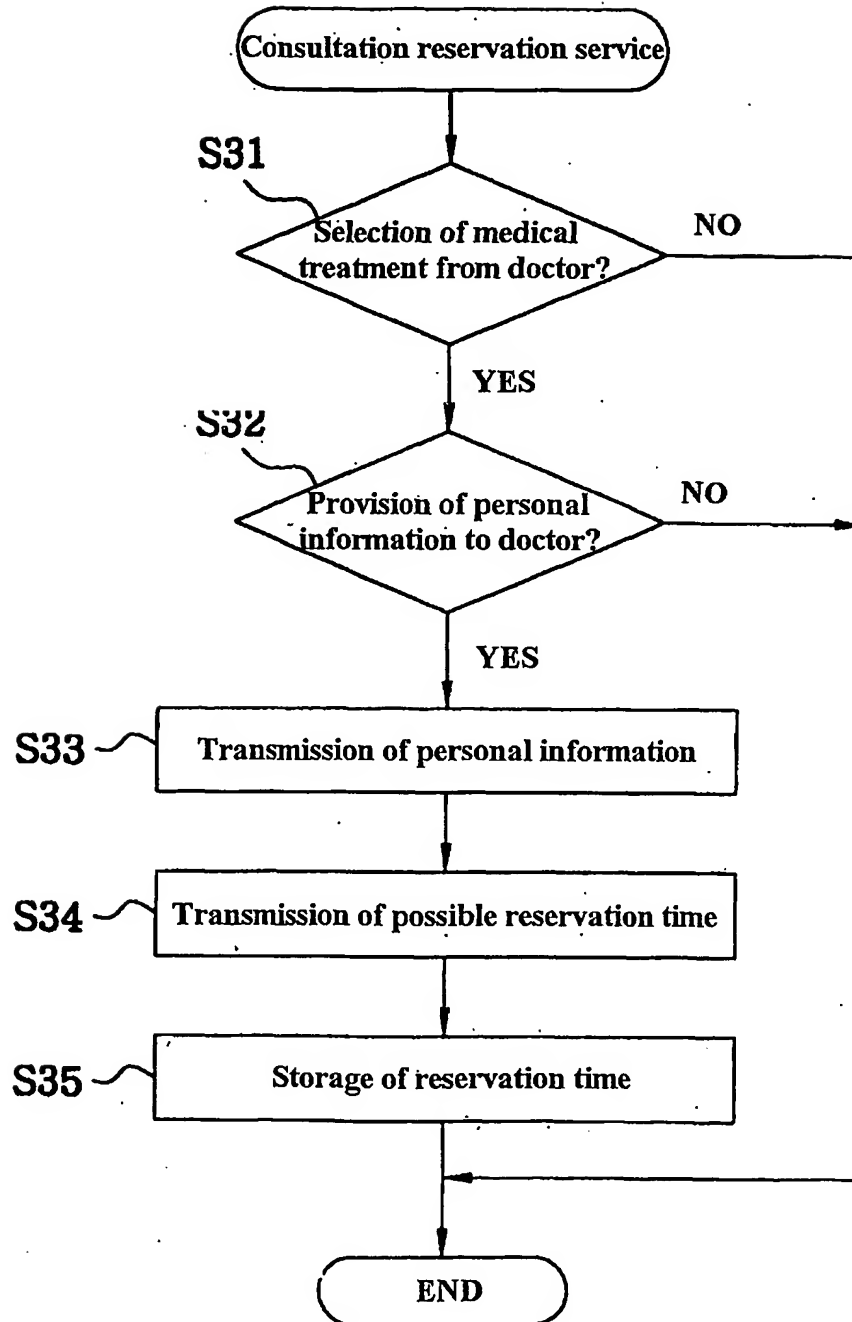 Consultation reservation service
S31
Selection of medical
treatment from doctor?
NO
YES
S32
Provision of personal
information to doctor?
NO
YES
S33
Transmission of personal information
S34
Transmission of possible reservation time
S35
Storage of reservation time
END